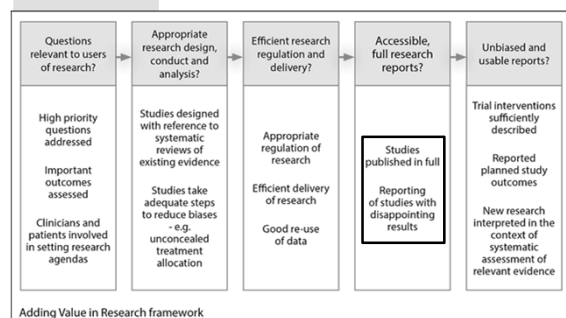 Questions
relevant to users
of research?
High priority
questions
addressed
Important
outcomes
assessed
Clinicians and
patients involved
in setting research
agendas
Appropriate
research design,
conduct and
analysis?
Studies designed
with reference to
systematic
reviews of
existing evidence
Studies take
adequate steps
to reduce biases
- e.g.
unconcealed
treatment
allocation
Efficient research
regulation and
delivery?
Appropriate
regulation of
research
Efficient delivery
of research
Good re-use
of data
Accessible,
full research
reports?
Studies
published in full
Reporting
of studies with
disappointing
results
Unbiased and
usable reports?
Trial interventions
sufficiently
described
Reported
planned study
outcomes
New research
interpreted in the
context of
systematic
assessment of
relevant evidence
Adding Value in Research framework